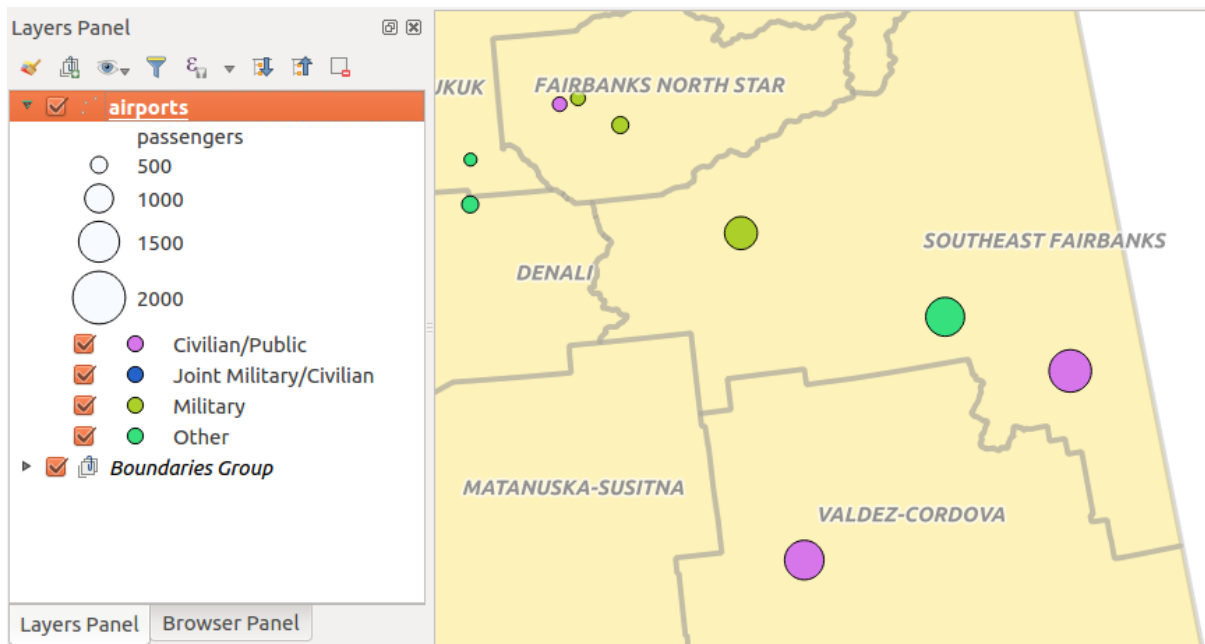 Layers Panel
airports
passengers
500
1000
1500
2000
Civilian/Public
Joint Military/Civilian
Military
Other
Boundaries Group
Layers Panel
Browser Panel
UKUK
FAIRBANKS NORTH STAR
SOUTHEAST FAIRBANKS
DENALI
MATANUSKA-SUSITNA
VALDEZ-CORDOVA